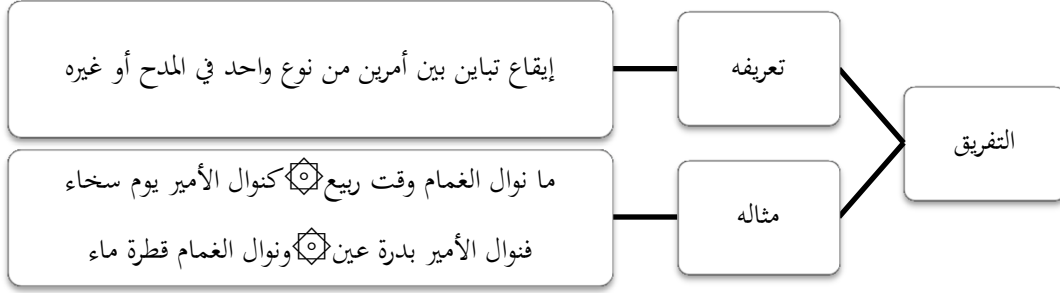 التفريق
تعريفه
إيقاع تباين بين أمرين من نوع واحد في المدح أو غيره
مثاله
ما نوال الغمام وقت ربيع۞كنوال الأمير يوم سخاء
فنوال الأمير بدرة عين۞ونوال الغمام قطرة ماء